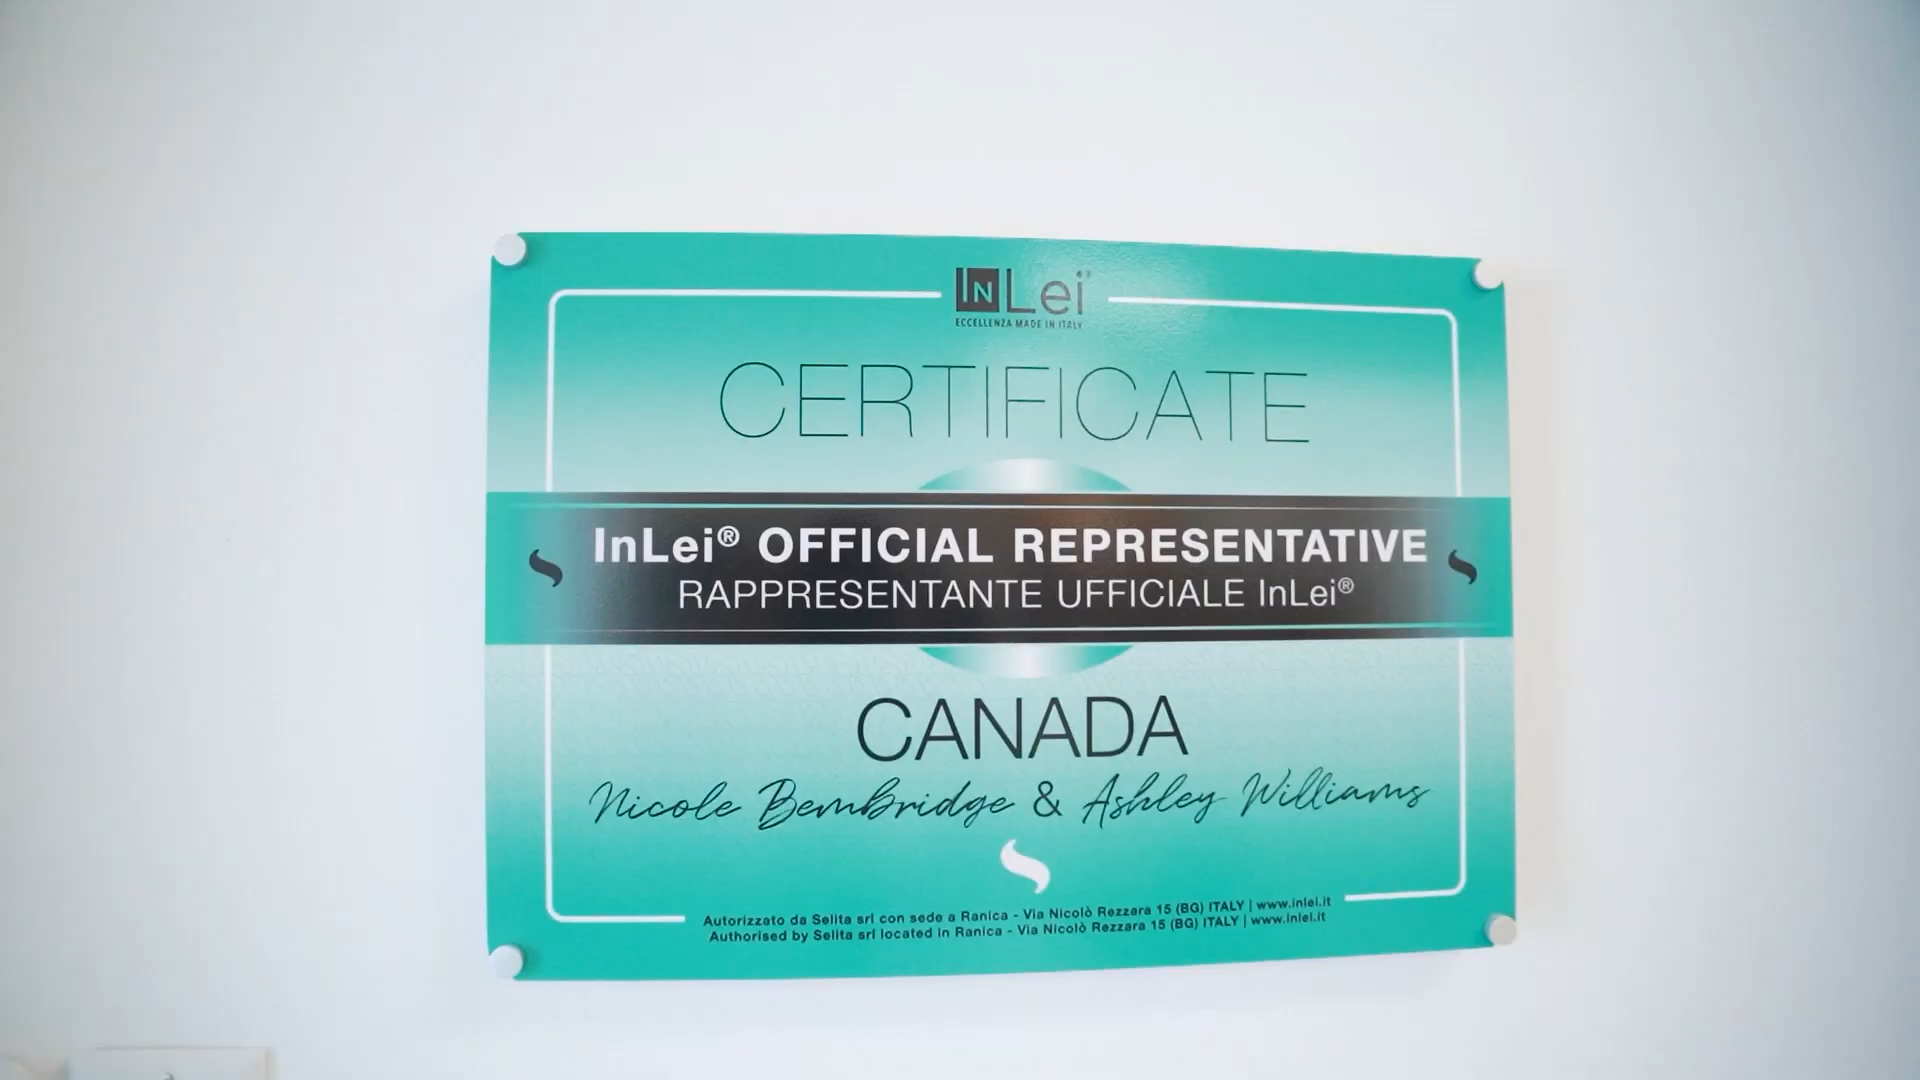 InLei®
ECCELLENZA MADE IN ITALY
CERTIFICATE
InLei® OFFICIAL REPRESENTATIVE
RAPPRESENTANTE UFFICIALE InLei®
CANADA
Nicole Bembridge & Ashley Williams
Autorizzato da Selita srl con sede a Ranica - Via Nicolò Rezzara 15 (BG) ITALY | www.inlei.it
Authorised by Selita srl located in Ranica - Via Nicolò Rezzara 15 (BG) ITALY | www.inlei.it